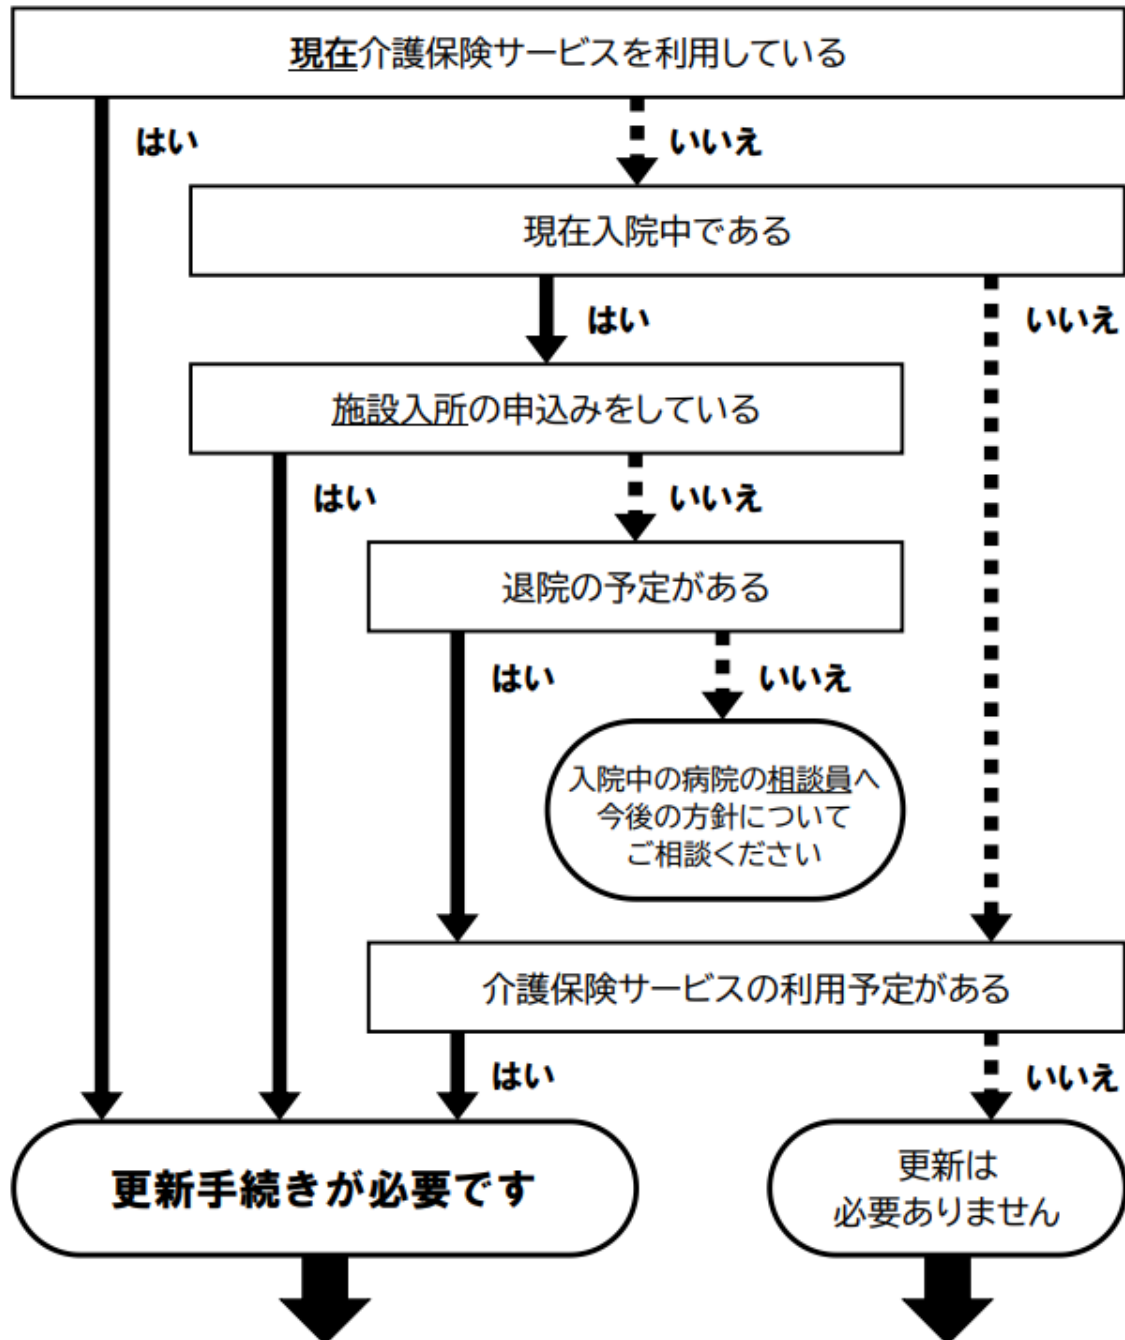 現在介護保険サービスを利用している
はい
いいえ
現在入院中である
はい
いいえ
施設入所の申込みをしている
はい
いいえ
退院の予定がある
はい
いいえ
入院中の病院の相談員へ
今後の方針について
ご相談ください
介護保険サービスの利用予定がある
はい
いいえ
更新手続きが必要です
更新は
必要ありません